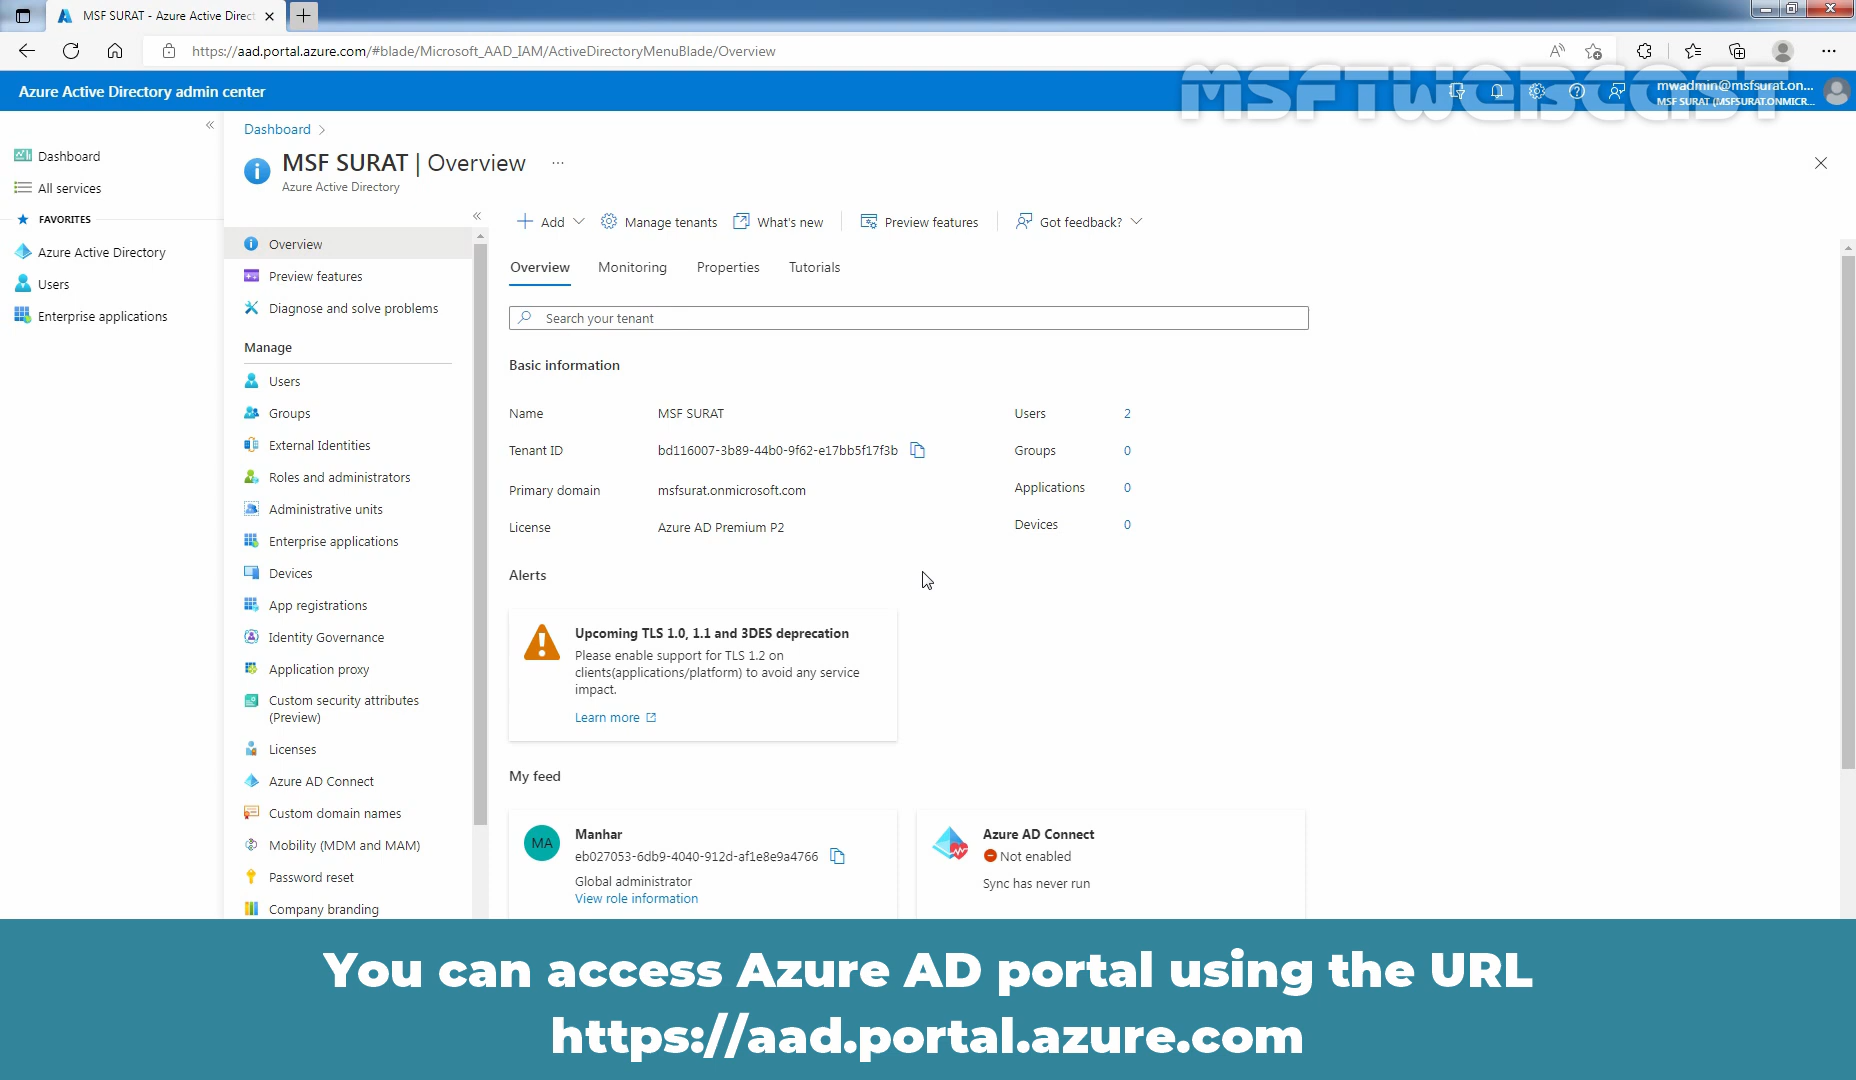 MSF SURAT - Azure Active Direct
https://aad.portal.azure.com/#blade/Microsoft_AAD_IAM/ActiveDirectoryMenuBlade/Overview
MSFTWEBCAST
Azure Active Directory admin center
mwadmin@msfsurat.on...
MSF SURAT (MSFSURAT.ONMICR...
Dashboard
Dashboard
All services
FAVORITES
Azure Active Directory
Users
Enterprise applications
MSF SURAT | Overview ...
Azure Active Directory
Overview
Preview features
Diagnose and solve problems
Manage
Users
Groups
External Identities
Roles and administrators
Administrative units
Enterprise applications
Devices
App registrations
Identity Governance
Application proxy
Custom security attributes
(Preview)
Licenses
Azure AD Connect
Custom domain names
Mobility (MDM and MAM)
Password reset
Company branding
Add Manage tenants What's new Preview features Got feedback?
Overview Monitoring Properties Tutorials
Search your tenant
Basic information
Name MSF SURAT Users 2
Tenant ID bd116007-3b89-44b0-9f62-e17bb5f17f3b Groups 0
Primary domain msfsurat.onmicrosoft.com Applications 0
License Azure AD Premium P2 Devices 0
Alerts
Upcoming TLS 1.0, 1.1 and 3DES deprecation
Please enable support for TLS 1.2 on
clients(applications/platform) to avoid any service
impact.
Learn more
My feed
MA
Manhar
eb027053-6db9-4040-912d-af1e8e9a4766
Global administrator
View role information
Azure AD Connect
Not enabled
Sync has never run
You can access Azure AD portal using the URL
https://aad.portal.azure.com